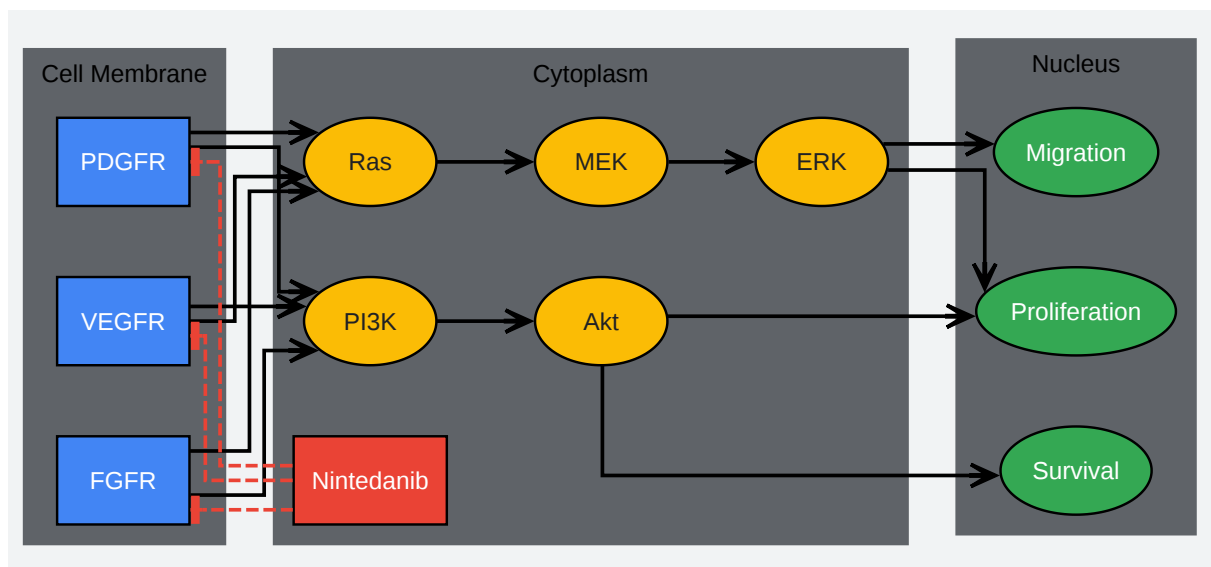 Cell Membrane
Cytoplasm
Nucleus
PDGFR
Ras
MEK
ERK
Migration
VEGFR
PI3K
Akt
Proliferation
FGFR
Nintedanib
Survival